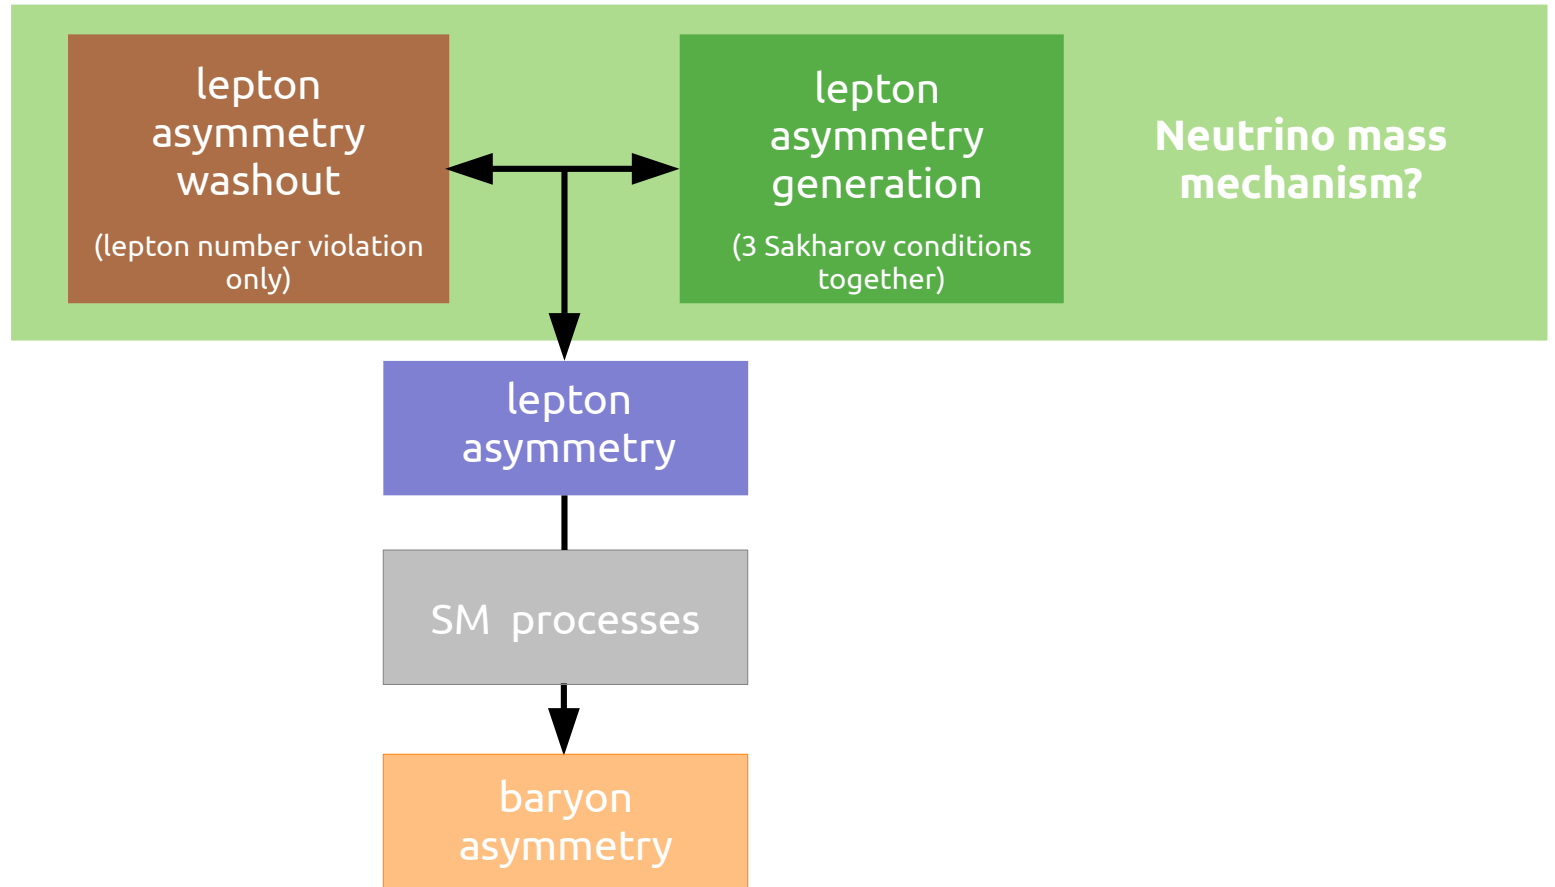 lepton
asymmetry
washout
(lepton number violation
only)
lepton
asymmetry
generation
(3 Sakharov conditions
together)
Neutrino mass
mechanism?
lepton
asymmetry
SM processes
baryon
asymmetry